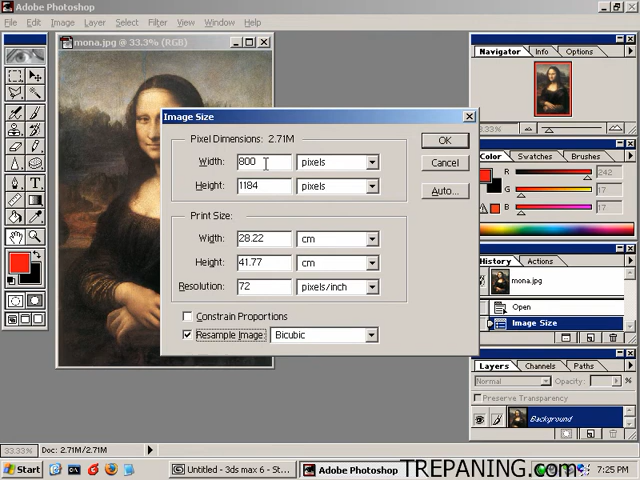 Adobe Photoshop
File Edit Image Layer Select Filter View Window Help
mona.jpg @ 33.3% (RGB)
Navigator Info Options
33.33%
Image Size
Pixel Dimensions: 2.71M
Width: 800 pixels
Height: 1184 pixels
Print Size:
Width: 28.22 cm
Height: 41.77 cm
Resolution: 72 pixels/inch
Constrain Proportions
Resample Image: Bicubic
OK
Cancel
Auto...
Color Swatches Brushes
R 242
G 17
B 17
History Actions
mona.jpg
Open
Image Size
Layers Channels Paths
Normal Opacity: %
Preserve Transparency
Background
33.33% Doc: 2.71M/2.71M
Start Untitled - 3ds max 6 - St... Adobe Photoshop 7:25 PM
TREPANING.com